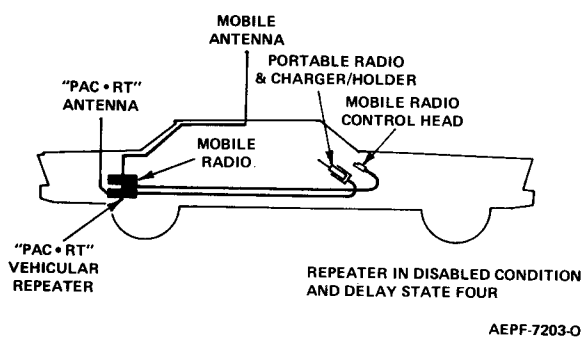 MOBILE
ANTENNA
PORTABLE RADIO
& CHARGER/HOLDER
"PAC•RT"
ANTENNA
MOBILE RADIO
CONTROL HEAD
MOBILE
RADIO.
"PAC•RT"
VEHICULAR
REPEATER
REPEATER IN DISABLED CONDITION
AND DELAY STATE FOUR
AEPF-7203-O